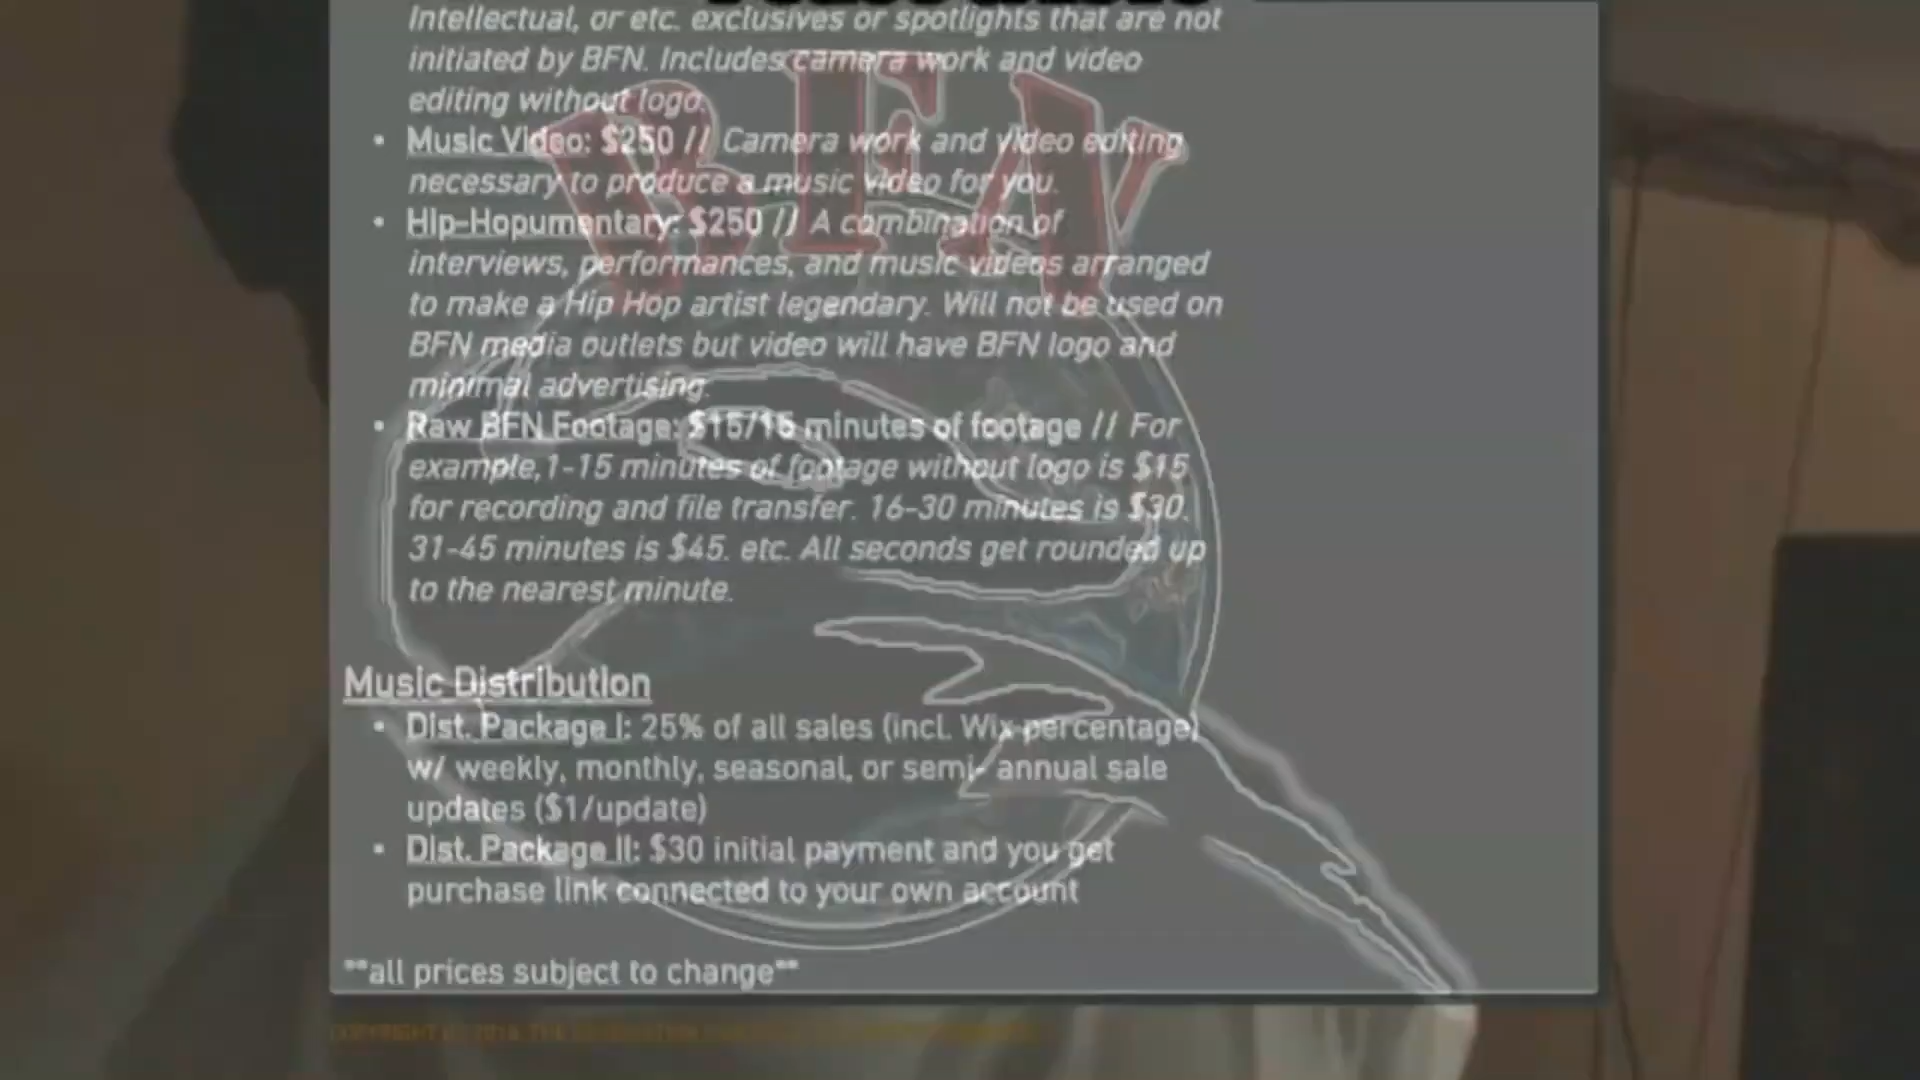 Intellectual, or etc. exclusives or spotlights that are not
initiated by BFN. Includes camera work and video
editing without logo.
BFN
• Music Video: $250 // Camera work and video editing
necessary to produce a music video for you.
• Hip-Hopumentary: $250 // A combination of
interviews, performances, and music videos arranged
to make a Hip Hop artist legendary. Will not be used on
BFN media outlets but video will have BFN logo and
minimal advertising.
• Raw BFN Footage: $15/15 minutes of footage // For
example,1-15 minutes of footage without logo is $15
for recording and file transfer. 16-30 minutes is $30.
31-45 minutes is $45. etc. All seconds get rounded up
to the nearest minute.
Music Distribution
• Dist. Package I: 25% of all sales (incl. Wix percentage)
w/ weekly, monthly, seasonal, or semi- annual sale
updates ($1/update)
• Dist. Package II: $30 initial payment and you get
purchase link connected to your own account
**all prices subject to change**